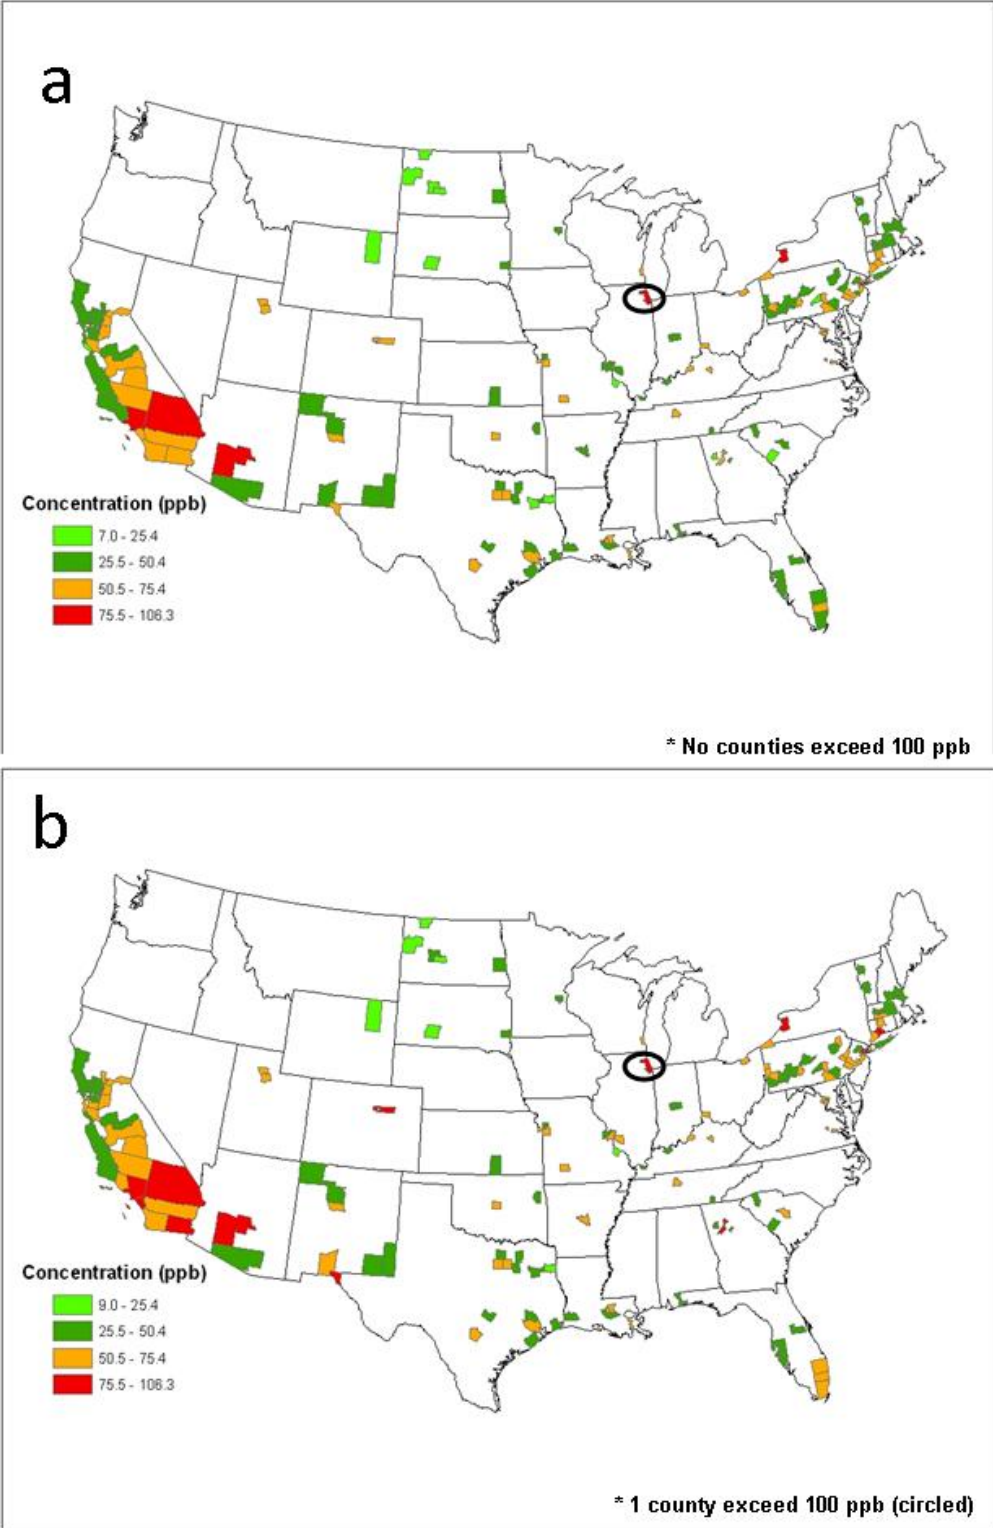 a
Concentration (ppb)
7.0 - 25.4
25.5 - 50.4
50.5 - 75.4
75.5 - 106.3
* No counties exceed 100 ppb
b
Concentration (ppb)
9.0 - 25.4
25.5 - 50.4
50.5 - 75.4
75.5 - 106.3
* 1 county exceed 100 ppb (circled)